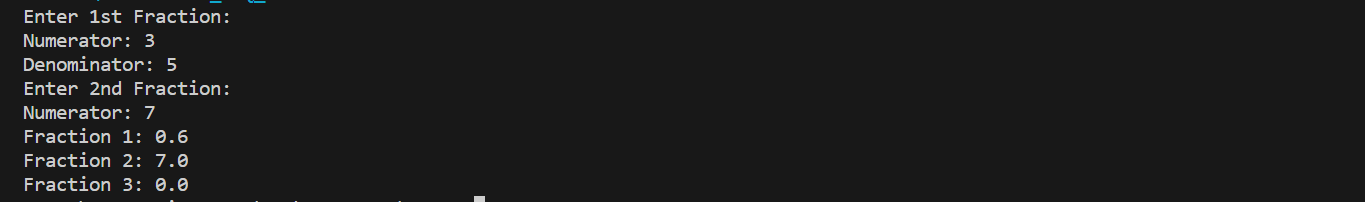 Enter 1st Fraction:
Numerator: 3
Denominator: 5
Enter 2nd Fraction:
Numerator: 7
Fraction 1: 0.6
Fraction 2: 7.0
Fraction 3: 0.0